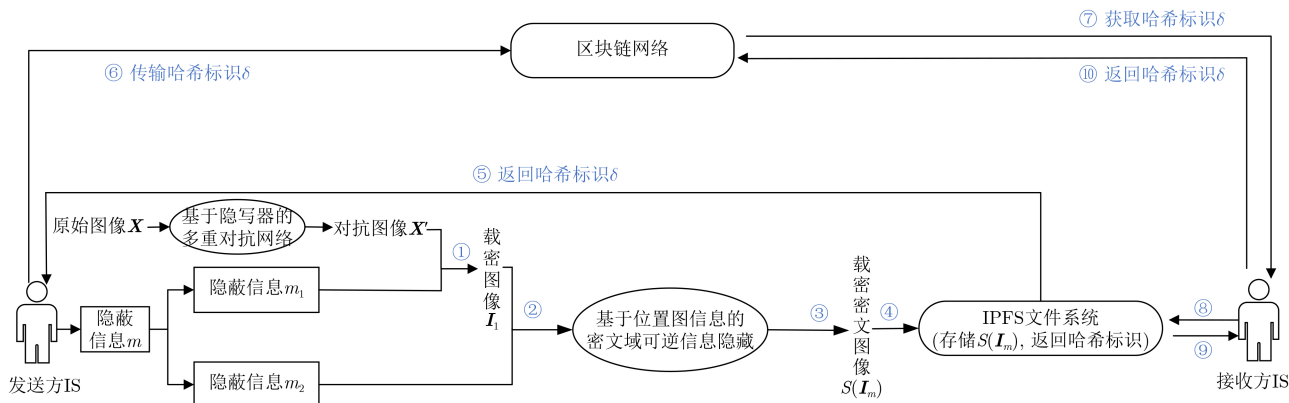 区块链网络
⑦ 获取哈希标识δ
⑥ 传输哈希标识δ
⑩ 返回哈希标识δ
⑤ 返回哈希标识δ
原始图像X
基于隐写器的
多重对抗网络
对抗图像X'
①
载密图像I₁
隐蔽信息m₁
隐蔽
信息m
隐蔽信息m₂
发送方IS
②
基于位置图信息的
密文域可逆信息隐藏
③
载密密文图像
S(Iₘ)
④
IPFS文件系统
(存储S(Iₘ), 返回哈希标识)
⑧
⑨
接收方IS